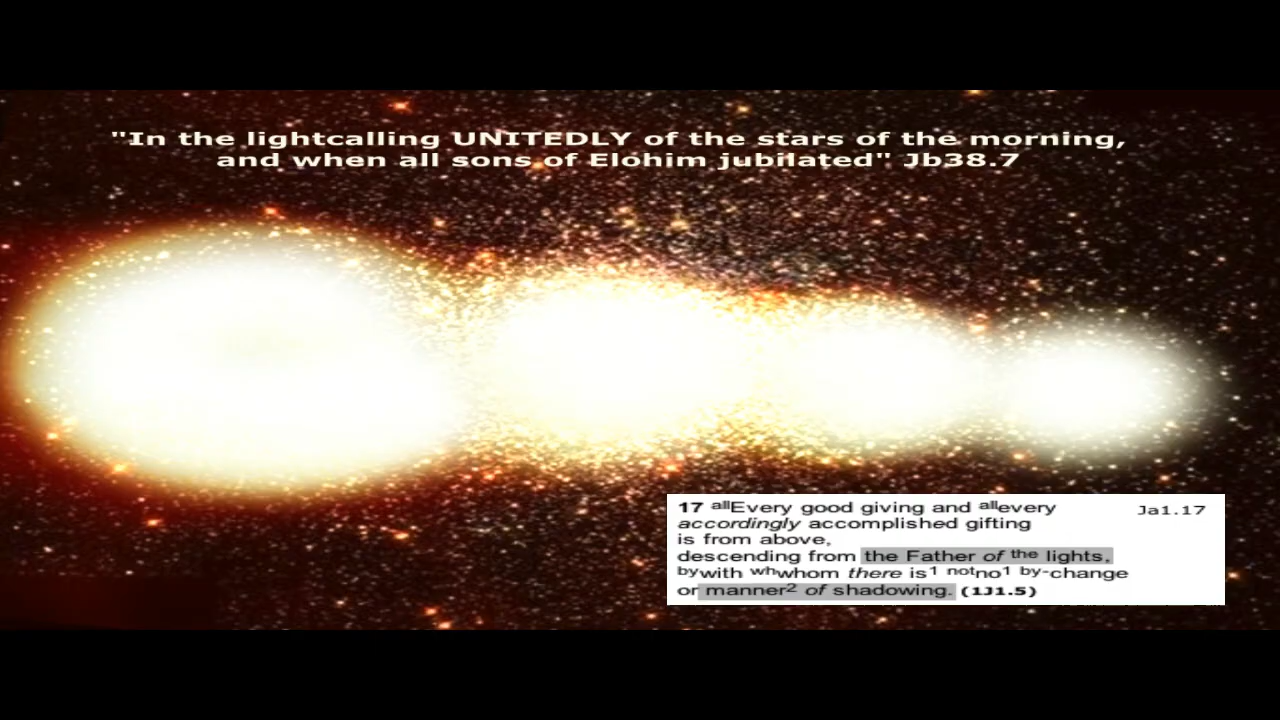 "In the lightcalling UNITEDLY of the stars of the morning,
and when all sons of Elohim jubilated" Jb38.7
17 allEvery good giving and allevery Ja1.17
accordingly accomplished gifting
is from above,
descending from the Father of the lights,
bywith whwhom there is1 notno1 by-change
or manner2 of shadowing. (1J1.5)